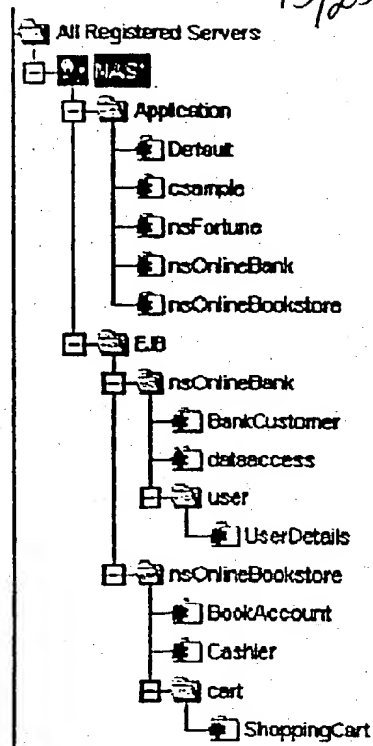 All Registered Servers
NAS*
Application
Default
csample
nsFortune
nsOnlineBank
nsOnlineBookstore
EJB
nsOnlineBank
BankCustomer
dataaccess
user
UserDetails
nsOnlineBookstore
BookAccount
Cashier
cart
ShoppingCart